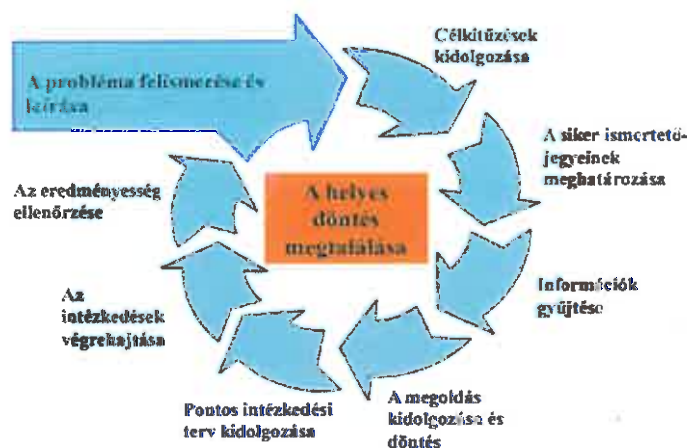 A probléma felismerése és
leírása
Célkitűzések
kidolgozása
A siker ismertető-
jegyeinek
meghatározása
Információk
gyűjtése
A megoldás
kidolgozása és
döntés
Pontos intézkedési
terv kidolgozása
Az
intézkedések
végrehajtása
Az eredményesség
ellenőrzése
A helyes
döntés
megtalálása